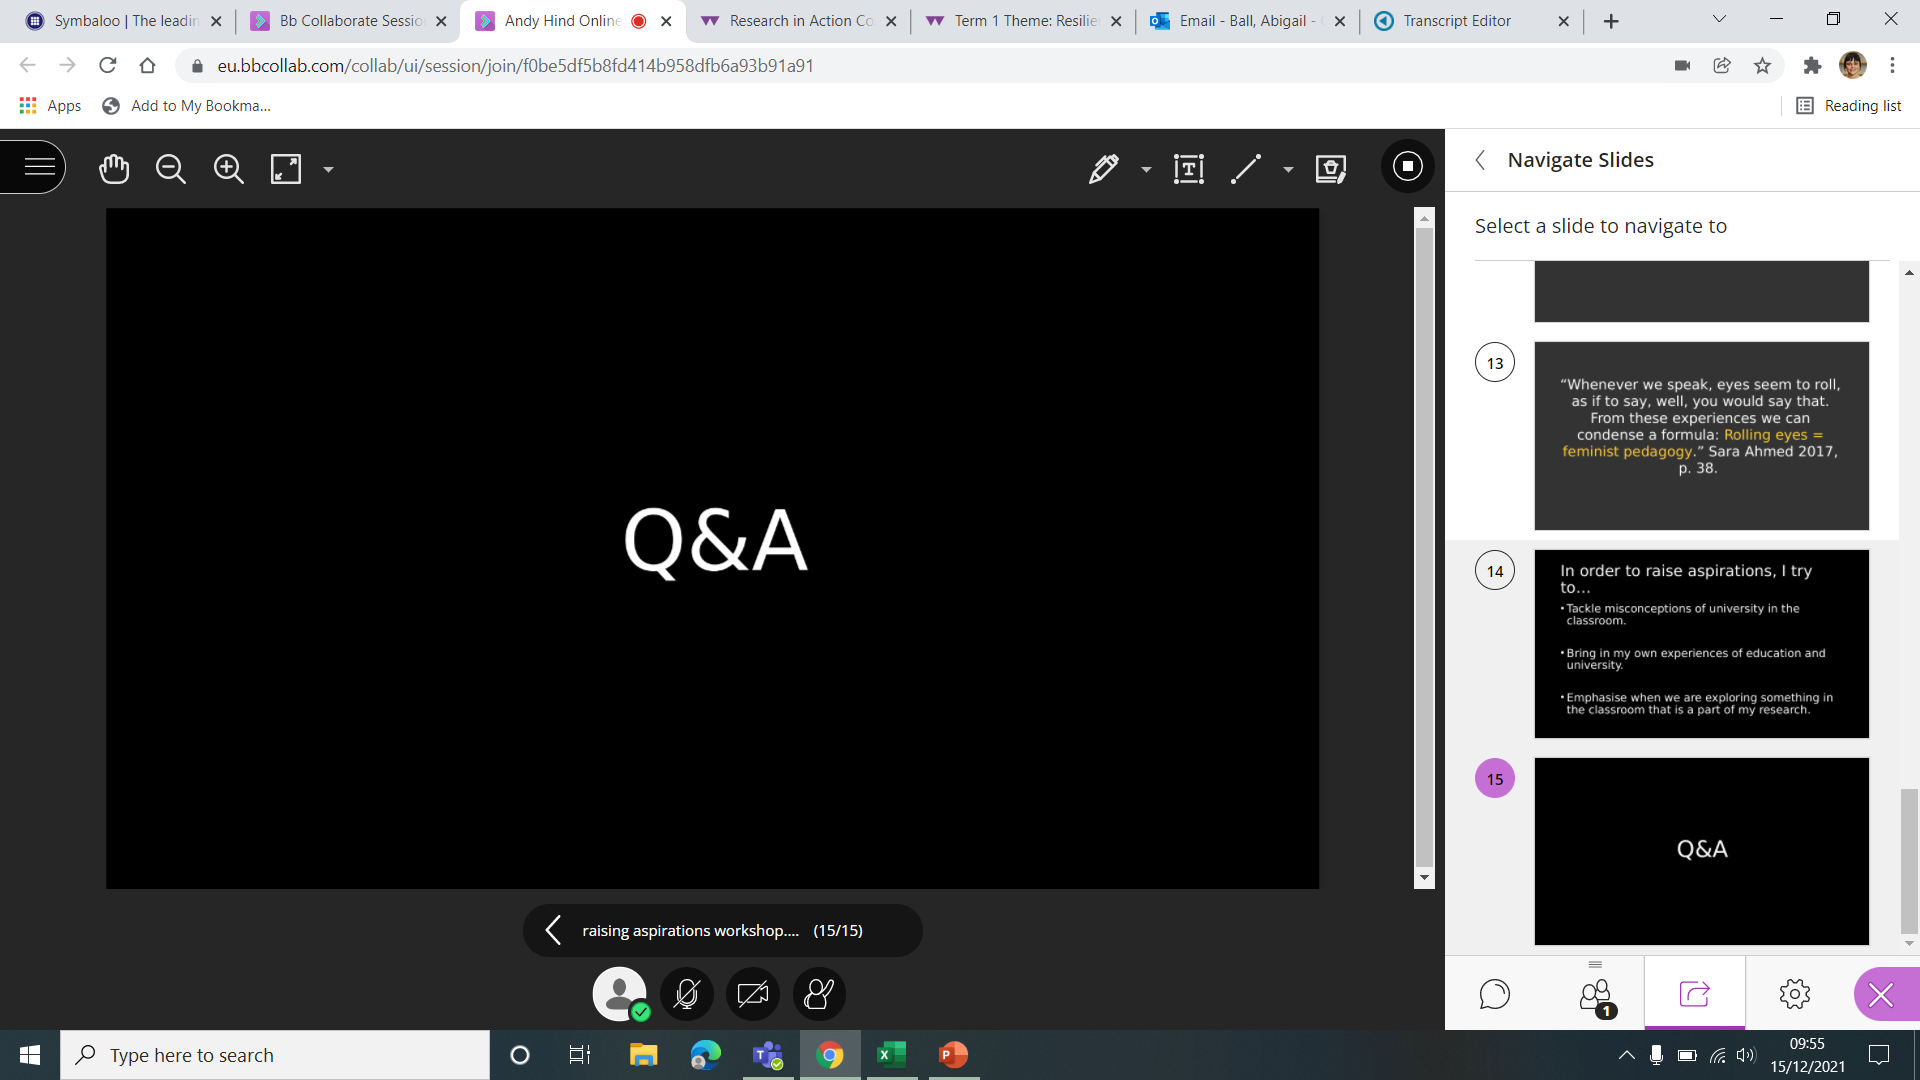 Symbaloo | The leadin
Bb Collaborate Sessio
Andy Hind Online
Research in Action Co
Term 1 Theme: Resilie
Email - Ball, Abigail -
Transcript Editor
eu.bbcollab.com/collab/ui/session/join/f0be5df5b8fd414b958dfb6a93b91a91
Apps
Add to My Bookma...
Reading list
Navigate Slides
Select a slide to navigate to
Q&A
13
“Whenever we speak, eyes seem to roll,
as if to say, well, you would say that.
From these experiences we can
condense a formula: Rolling eyes =
feminist pedagogy.” Sara Ahmed 2017,
p. 38.
14
In order to raise aspirations, I try
to...
• Tackle misconceptions of university in the
classroom.
• Bring in my own experiences of education and
university.
• Emphasise when we are exploring something in
the classroom that is a part of my research.
15
Q&A
raising aspirations workshop.... (15/15)
1
Type here to search
09:55
15/12/2021